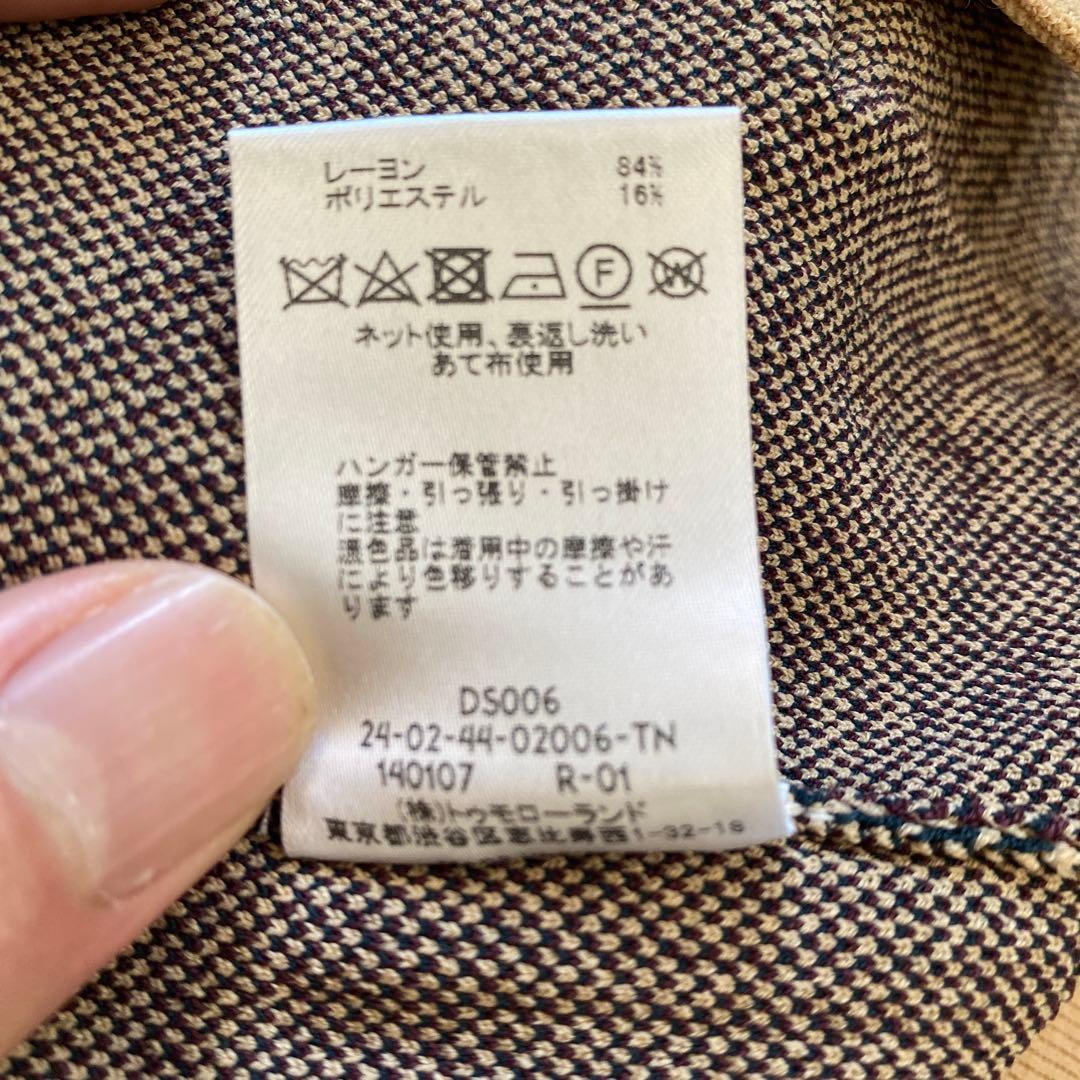 レーヨン 84%
ポリエステル 16%
F W
ネット使用、裏返し洗い
あて布使用
ハンガー保管禁止
摩擦・引っ張り・引っ掛け
に注意
濃色品は着用中の摩擦や汗
により色移りすることがあ
ります
DS006
24-02-44-02006-TN
140107 R-01
(株)トゥモローランド
東京都渋谷区恵比寿西1-32-18